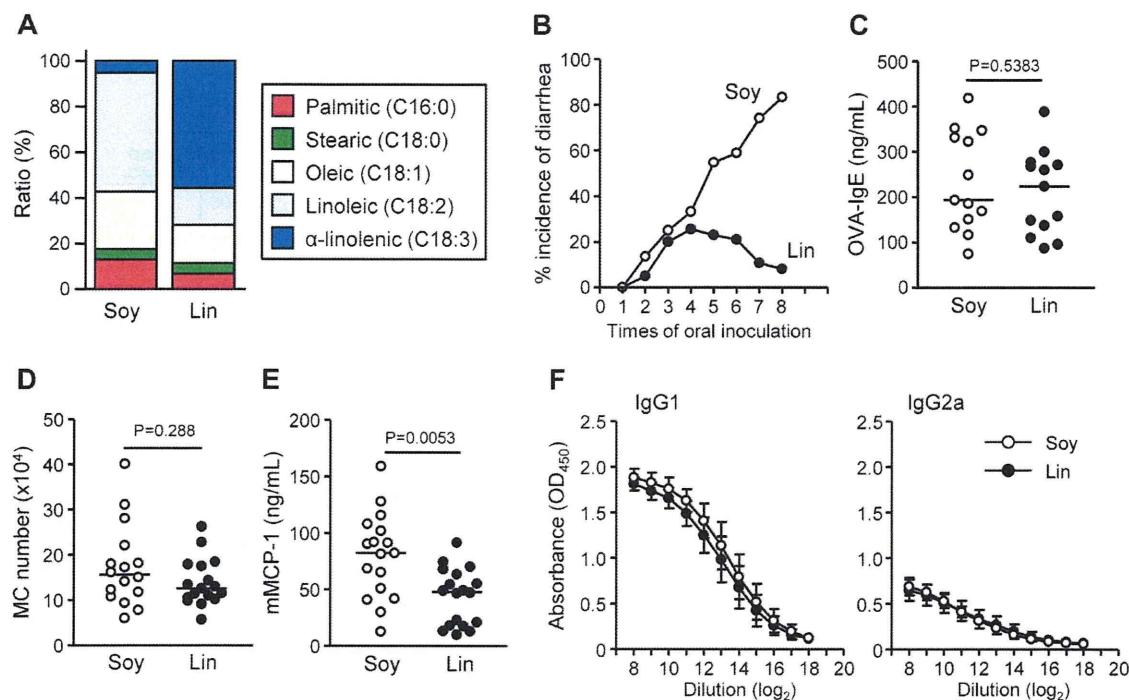 A
100
80
60
40
20
0
Ratio (%)
Soy Lin
Palmitic (C16:0)
Stearic (C18:0)
Oleic (C18:1)
Linoleic (C18:2)
α-linolenic (C18:3)
B
100
80
60
40
20
0
% incidence of diarrhea
Soy
Lin
0 1 2 3 4 5 6 7 8
Times of oral inoculation
C
P=0.5383
500
400
300
200
100
0
OVA-IgE (ng/mL)
Soy Lin
D
P=0.288
50
40
30
20
10
0
MC number (x10⁴)
Soy Lin
E
P=0.0053
200
150
100
50
0
mMCP-1 (ng/mL)
Soy Lin
F
IgG1
2.5
2.0
1.5
1.0
0.5
0
Absorbance (OD₄₅₀)
8 10 12 14 16 18 20
Dilution (log₂)
IgG2a
2.5
2.0
1.5
1.0
0.5
0
Soy
Lin
8 10 12 14 16 18 20
Dilution (log₂)